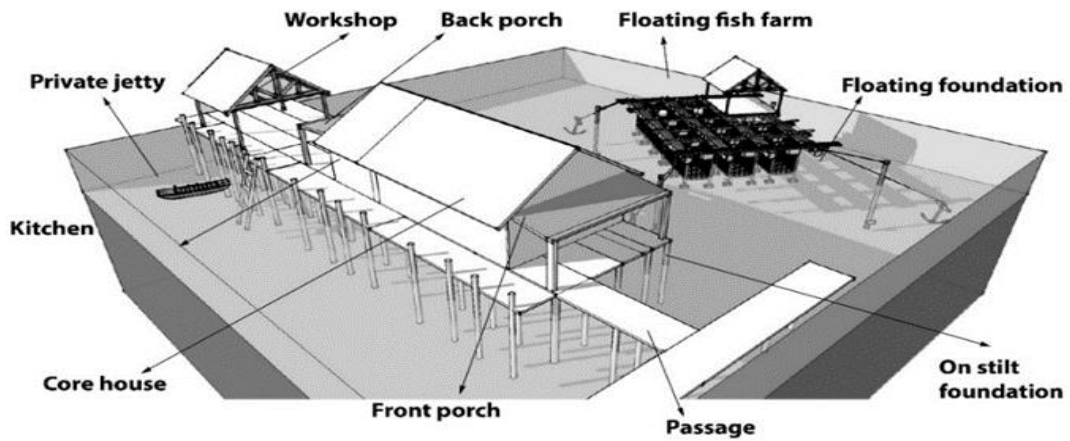 Workshop
Back porch
Floating fish farm
Private jetty
Floating foundation
Kitchen
Core house
Front porch
Passage
On stilt
foundation